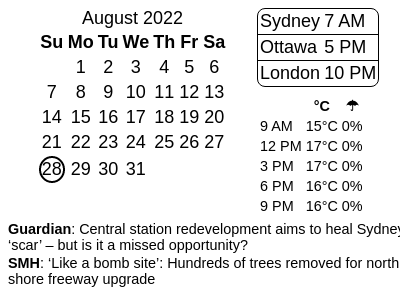 August 2022
Su Mo Tu We Th Fr Sa
1 2 3 4 5 6
7 8 9 10 11 12 13
14 15 16 17 18 19 20
21 22 23 24 25 26 27
28 29 30 31
Sydney 7 AM
Ottawa 5 PM
London 10 PM
°C ☂
9 AM 15°C 0%
12 PM 17°C 0%
3 PM 17°C 0%
6 PM 16°C 0%
9 PM 16°C 0%
Guardian: Central station redevelopment aims to heal Sydney
‘scar’ – but is it a missed opportunity?
SMH: ‘Like a bomb site’: Hundreds of trees removed for north
shore freeway upgrade